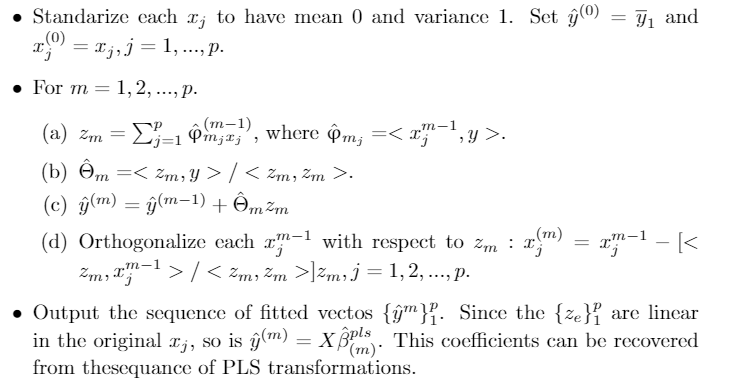 • Standarize each $x_j$ to have mean 0 and variance 1. Set $\hat{y}^{(0)} = \overline{y}_1$ and
$x_j^{(0)} = x_j, j = 1, ..., p.$
• For $m = 1, 2, ..., p.$
(a) $z_m = \sum_{j=1}^{p} \hat{\varphi}_{m_j x_j}^{(m-1)}$, where $\hat{\varphi}_{m_j} =< x_j^{m-1}, y >.$
(b) $\hat{\Theta}_m =< z_m, y > / < z_m, z_m >.$
(c) $\hat{y}^{(m)} = \hat{y}^{(m-1)} + \hat{\Theta}_m z_m$
(d) Orthogonalize each $x_j^{m-1}$ with respect to $z_m$ : $x_j^{(m)} = x_j^{m-1} - [<$
$z_m, x_j^{m-1} > / < z_m, z_m >]z_m, j = 1, 2, ..., p.$
• Output the sequence of fitted vectos $\{\hat{y}^m\}_1^p$. Since the $\{z_e\}_1^p$ are linear
in the original $x_j$, so is $\hat{y}^{(m)} = X\hat{\beta}_{(m)}^{pls}$. This coefficients can be recovered
from thesequance of PLS transformations.